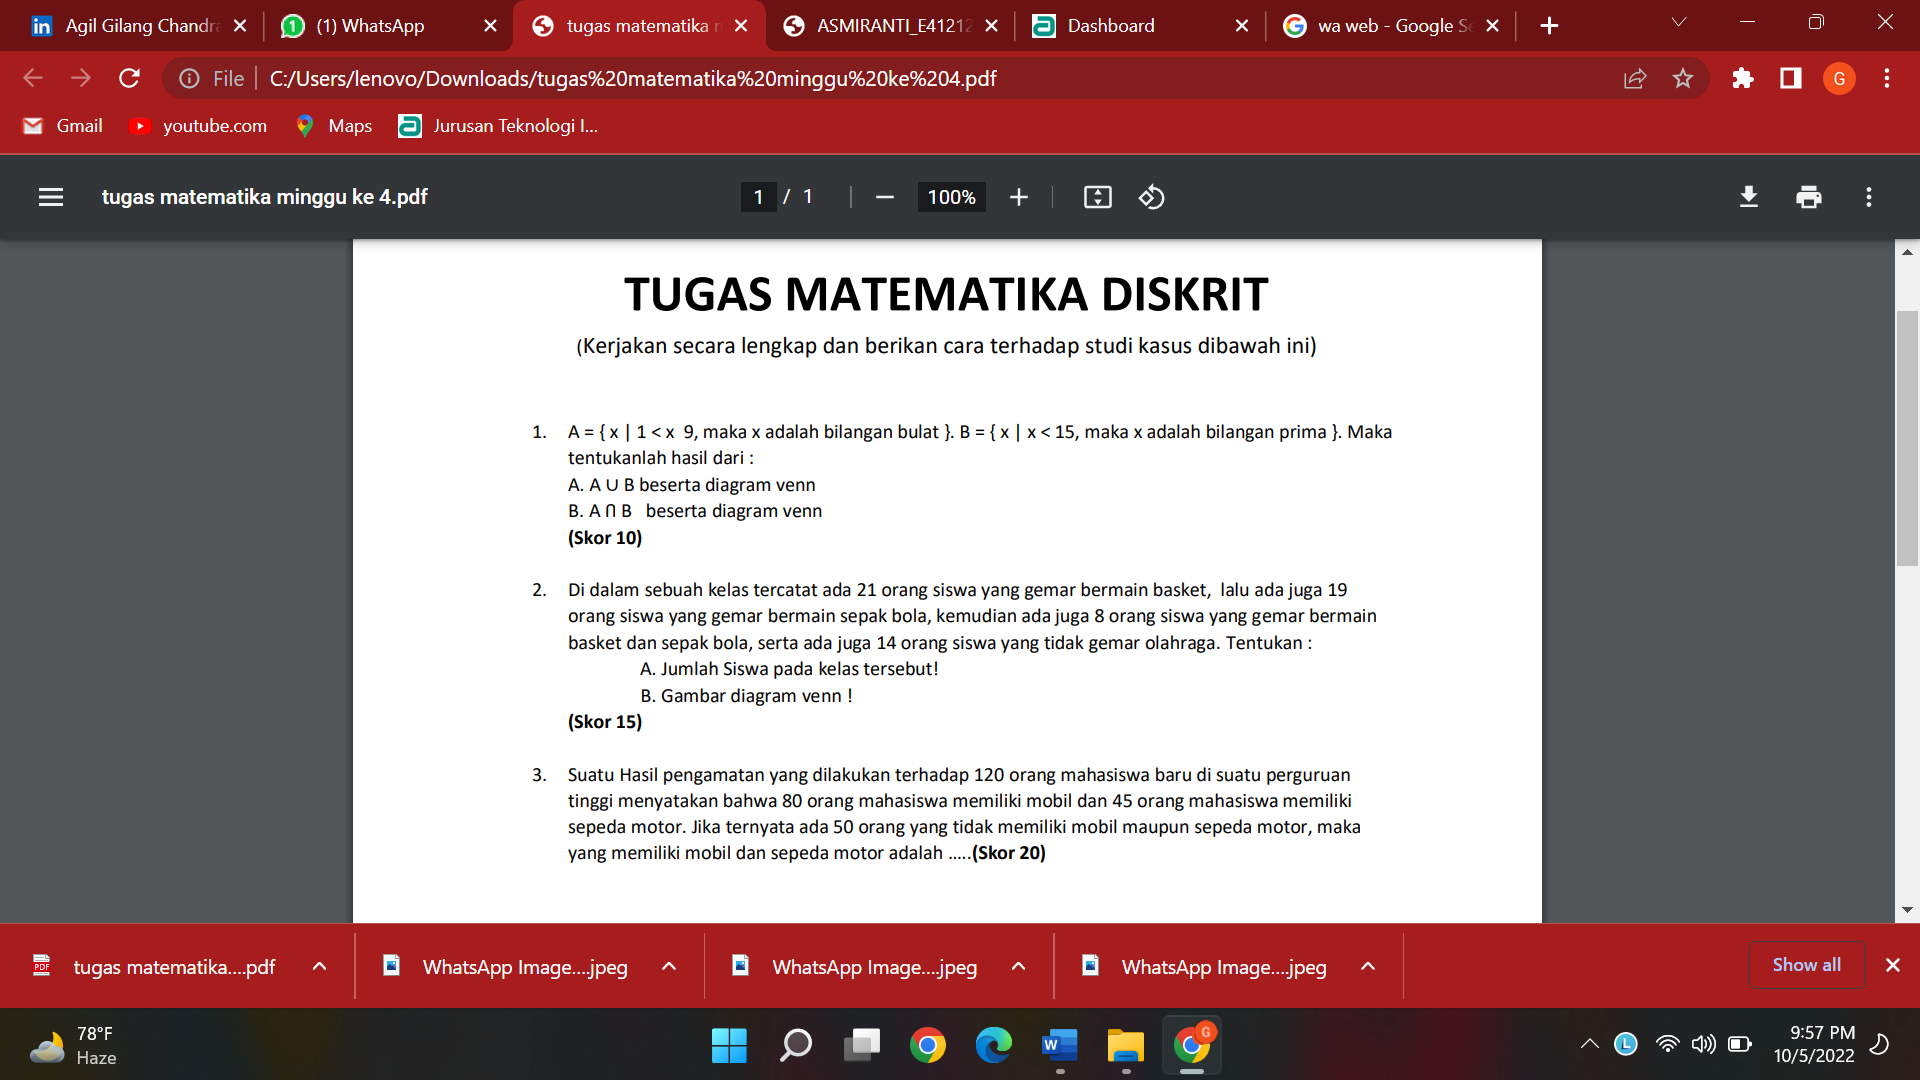 Agil Gilang Chandra
(1) WhatsApp
tugas matematika m
ASMIRANTI_E41212
Dashboard
wa web - Google Se
File
C:/Users/lenovo/Downloads/tugas%20matematika%20minggu%20ke%204.pdf
G
Gmail
youtube.com
Maps
Jurusan Teknologi I...
tugas matematika minggu ke 4.pdf
1 / 1
100%
TUGAS MATEMATIKA DISKRIT
(Kerjakan secara lengkap dan berikan cara terhadap studi kasus dibawah ini)
1. A = { x | 1 < x  9, maka x adalah bilangan bulat }. B = { x | x < 15, maka x adalah bilangan prima }. Maka
tentukanlah hasil dari :
A. A ∪ B beserta diagram venn
B. A ∩ B   beserta diagram venn
(Skor 10)
2. Di dalam sebuah kelas tercatat ada 21 orang siswa yang gemar bermain basket,  lalu ada juga 19
orang siswa yang gemar bermain sepak bola, kemudian ada juga 8 orang siswa yang gemar bermain
basket dan sepak bola, serta ada juga 14 orang siswa yang tidak gemar olahraga. Tentukan :
A. Jumlah Siswa pada kelas tersebut!
B. Gambar diagram venn !
(Skor 15)
3. Suatu Hasil pengamatan yang dilakukan terhadap 120 orang mahasiswa baru di suatu perguruan
tinggi menyatakan bahwa 80 orang mahasiswa memiliki mobil dan 45 orang mahasiswa memiliki
sepeda motor. Jika ternyata ada 50 orang yang tidak memiliki mobil maupun sepeda motor, maka
yang memiliki mobil dan sepeda motor adalah .....(Skor 20)
tugas matematika....pdf
WhatsApp Image....jpeg
WhatsApp Image....jpeg
WhatsApp Image....jpeg
Show all
78°F
Haze
9:57 PM
10/5/2022